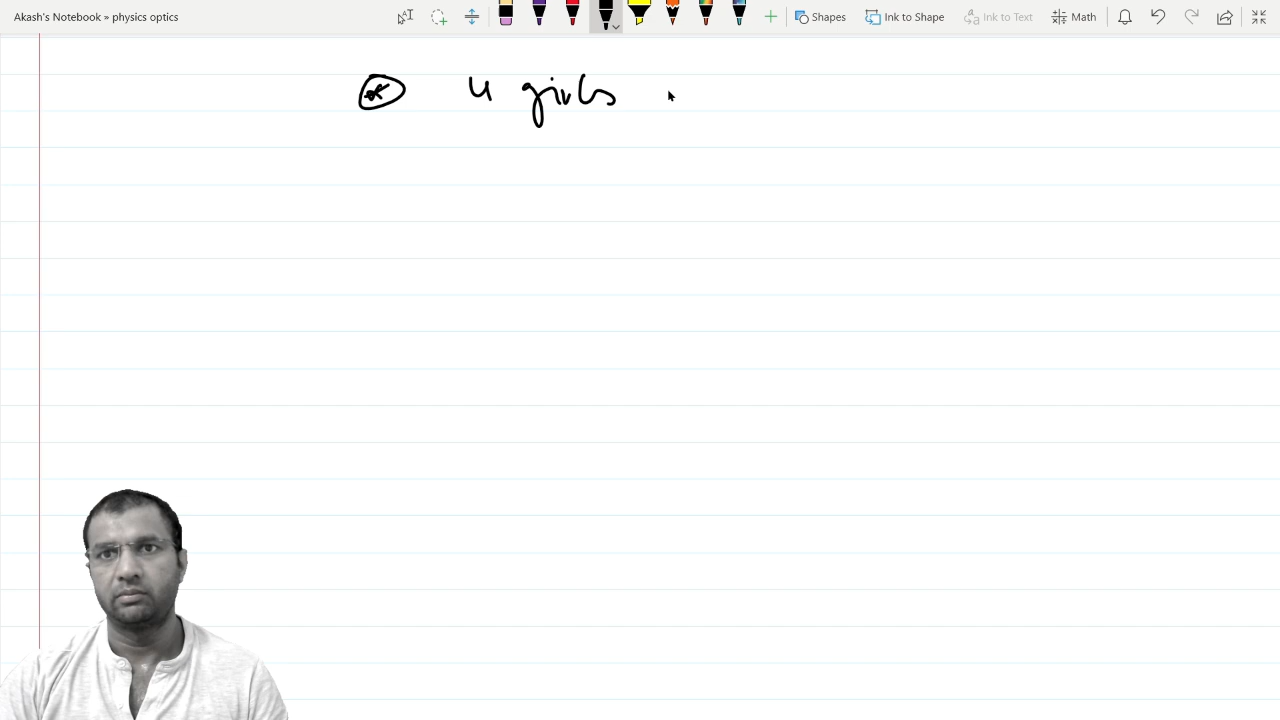 Akash's Notebook » physics optics Shapes Ink to Shape Ink to Text Math
4 girls